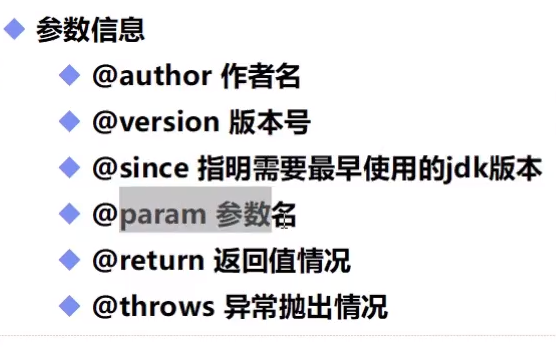 参数信息
@author 作者名
@version 版本号
@since 指明需要最早使用的jdk版本
@param 参数名
@return 返回值情况
@throws 异常抛出情况